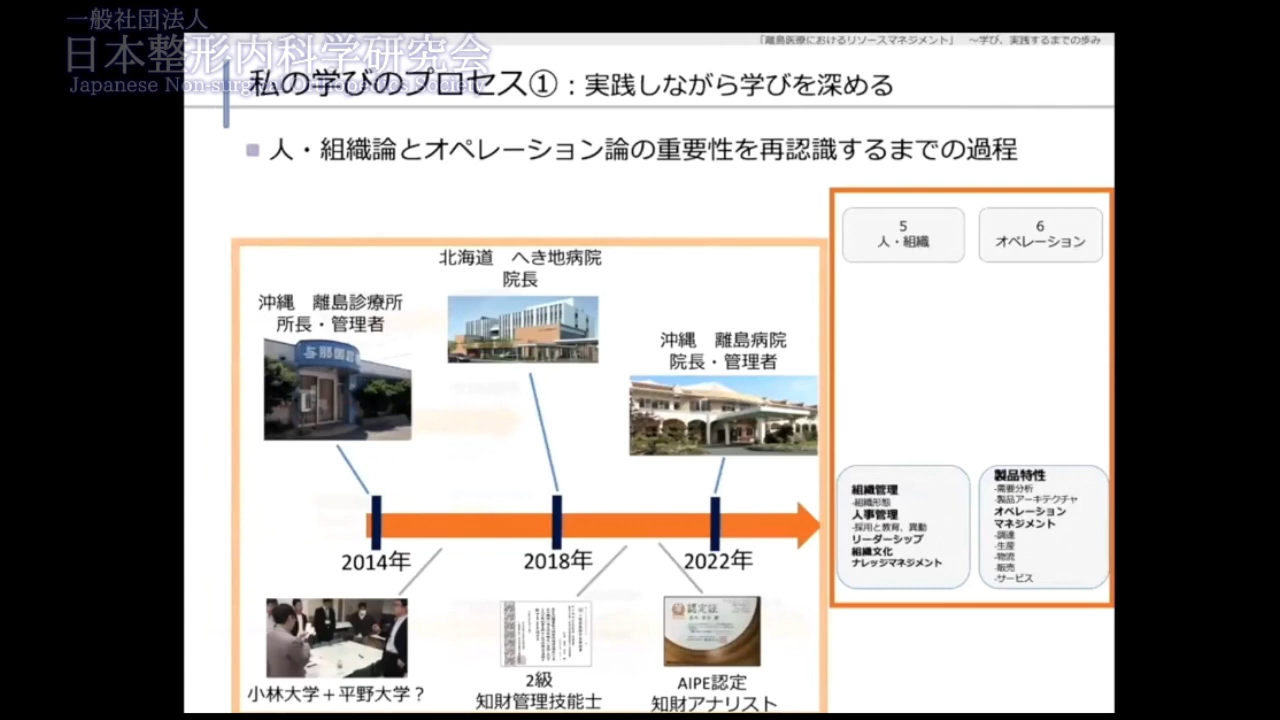 一般社団法人
日本整形内科学研究会
Japanese Non-surgical Orthopedics Society
「離島医療におけるリソースマネジメント」　～学び、実践するまでの歩み
私の学びのプロセス①：実践しながら学びを深める
人・組織論とオペレーション論の重要性を再認識するまでの過程
沖縄　離島診療所
所長・管理者
北海道　へき地病院
院長
沖縄　離島病院
院長・管理者
2014年
2018年
2022年
小林大学＋平野大学？
2級
知財管理技能士
認定証
AIPE認定
知財アナリスト
5
人・組織
6
オペレーション
組織管理
-組織形態
人事管理
-採用と教育、異動
リーダーシップ
組織文化
ナレッジマネジメント
製品特性
-需要分析
-製品アーキテクチャ
オペレーション
マネジメント
-調達
-生産
-物流
-販売
-サービス